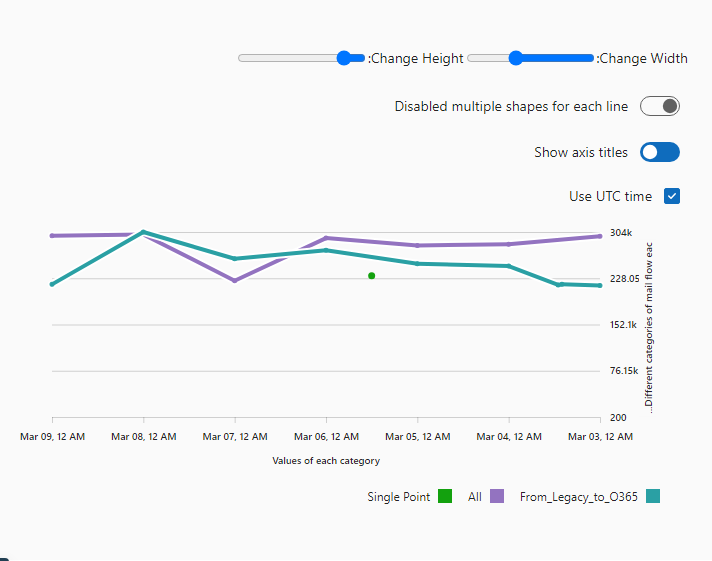 :Change Height :Change Width
Disabled multiple shapes for each line
Show axis titles
Use UTC time
304k
228.05
152.1k
76.15k
200
...Different categories of mail flow eac
Mar 09, 12 AM Mar 08, 12 AM Mar 07, 12 AM Mar 06, 12 AM Mar 05, 12 AM Mar 04, 12 AM Mar 03, 12 AM
Values of each category
Single Point All From_Legacy_to_O365